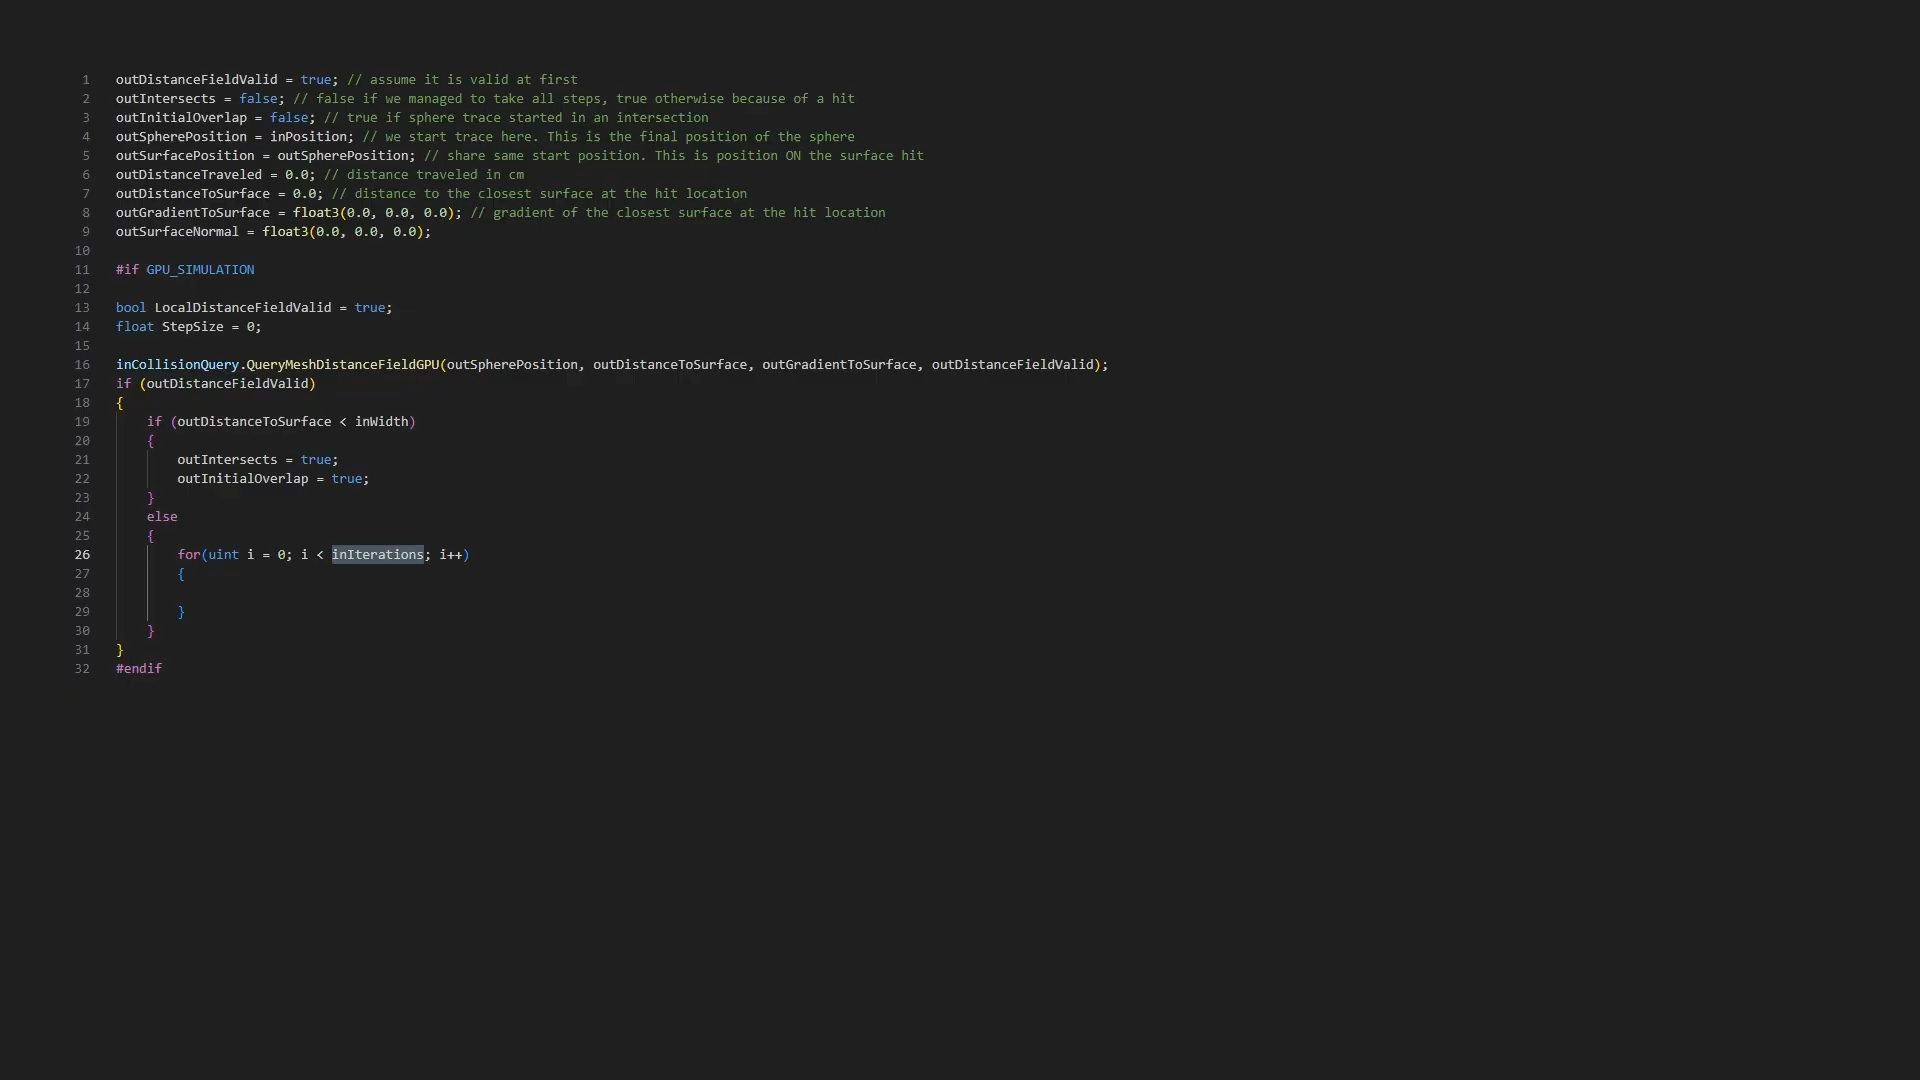 1 outDistanceFieldValid = true; // assume it is valid at first
2 outIntersects = false; // false if we managed to take all steps, true otherwise because of a hit
3 outInitialOverlap = false; // true if sphere trace started in an intersection
4 outSpherePosition = inPosition; // we start trace here. This is the final position of the sphere
5 outSurfacePosition = outSpherePosition; // share same start position. This is position ON the surface hit
6 outDistanceTraveled = 0.0; // distance traveled in cm
7 outDistanceToSurface = 0.0; // distance to the closest surface at the hit location
8 outGradientToSurface = float3(0.0, 0.0, 0.0); // gradient of the closest surface at the hit location
9 outSurfaceNormal = float3(0.0, 0.0, 0.0);
10
11 #if GPU_SIMULATION
12
13 bool LocalDistanceFieldValid = true;
14 float StepSize = 0;
15
16 inCollisionQuery.QueryMeshDistanceFieldGPU(outSpherePosition, outDistanceToSurface, outGradientToSurface, outDistanceFieldValid);
17 if (outDistanceFieldValid)
18 {
19     if (outDistanceToSurface < inWidth)
20     {
21         outIntersects = true;
22         outInitialOverlap = true;
23     }
24     else
25     {
26         for(uint i = 0; i < inIterations; i++)
27         {
28
29         }
30     }
31 }
32 #endif